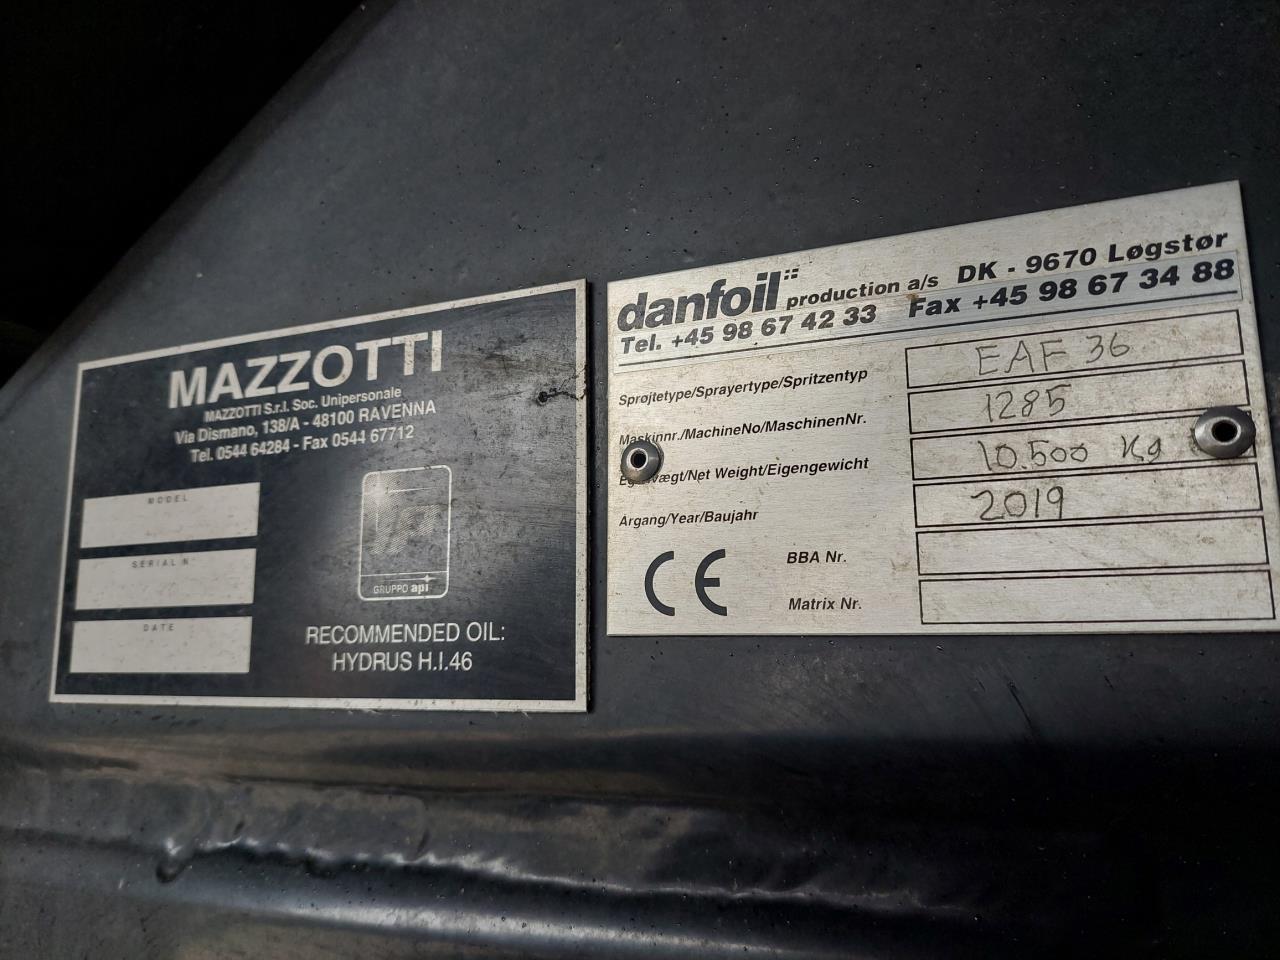 MAZZOTTI
MAZZOTTI S.r.l. Soc. Unipersonale
Via Dismano, 138/A - 48100 RAVENNA
Tel. 0544 64284 - Fax 0544 67712
MODEL
SERIAL N
DATE
GRUPPO api
RECOMMENDED OIL:
HYDRUS H.I.46
danfoil production a/s DK - 9670 Løgstør
Tel. +45 98 67 42 33 Fax +45 98 67 34 88
Sprøjtetype/Sprayertype/Spritzentyp EAF 36
Maskinnr./MachineNo/MaschinenNr. 1285
Net Weight/Eigengewicht 10.500 Kg
Årgang/Year/Baujahr 2019
CE
BBA Nr.
Matrix Nr.